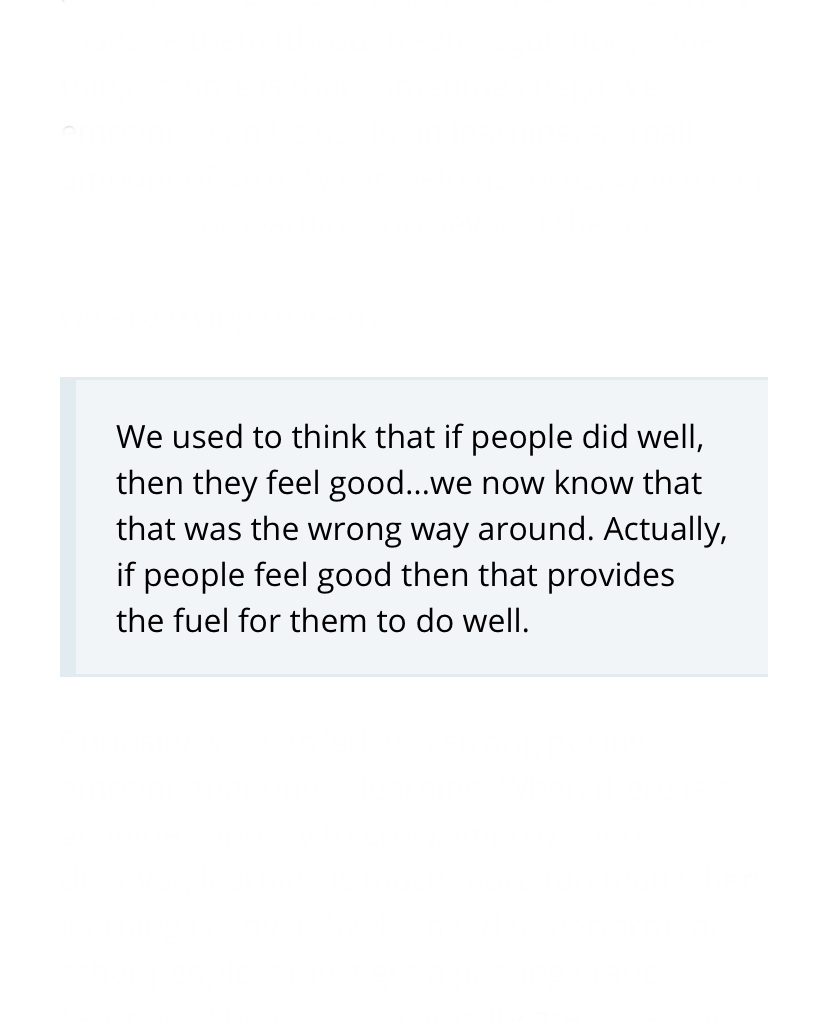 We used to think that if people did well,
then they feel good...we now know that
that was the wrong way around. Actually,
if people feel good then that provides
the fuel for them to do well.